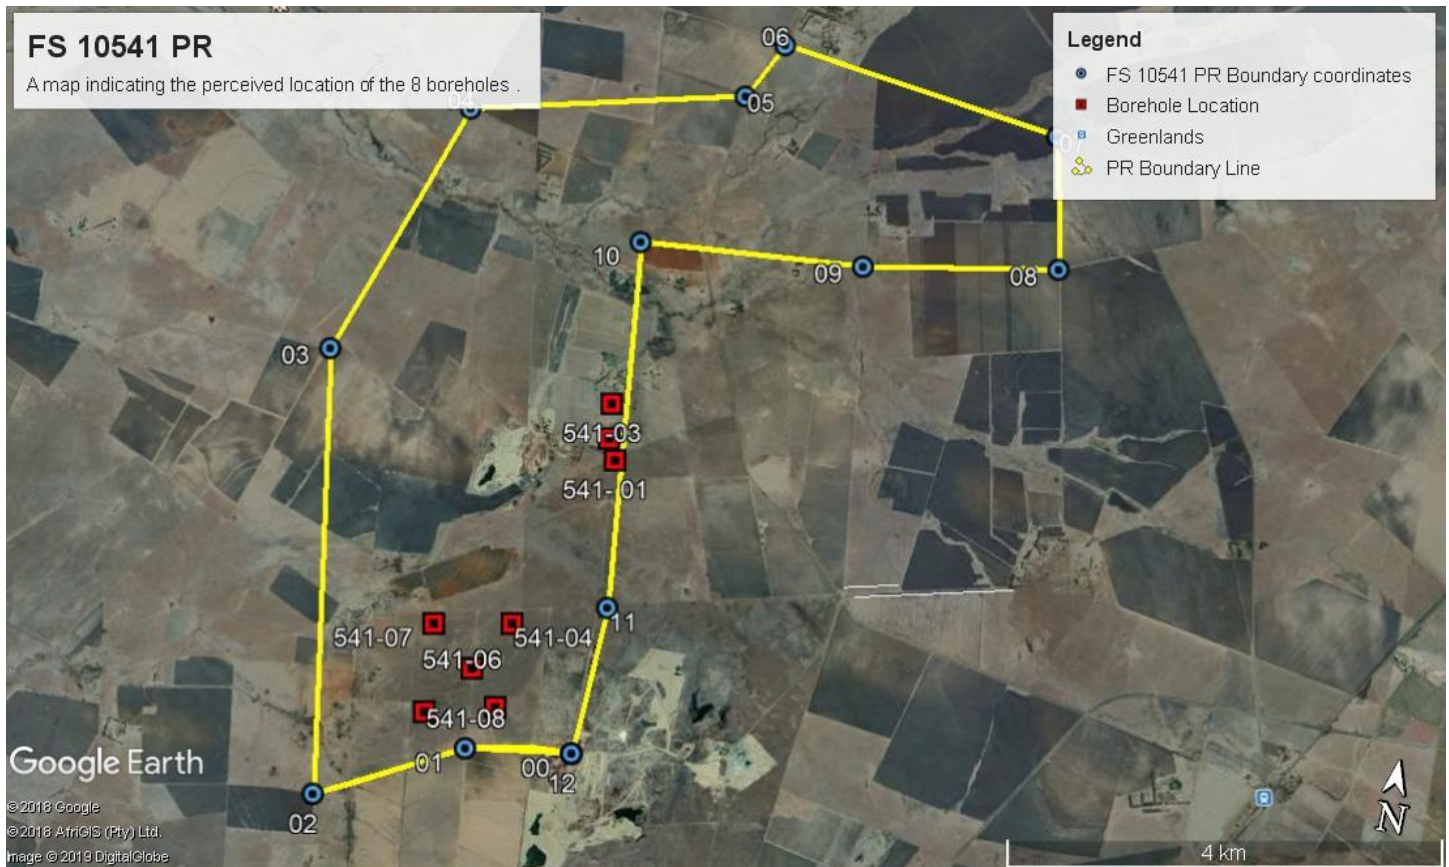 FS 10541 PR
A map indicating the perceived location of the 8 boreholes .
Legend
FS 10541 PR Boundary coordinates
Borehole Location
Greenlands
PR Boundary Line
06
04
05
07
10
09
08
03
541-03
541- 01
11
541-07
541-04
541-06
541-08
01
00
12
02
Google Earth
© 2018 Google
© 2018 AfriGIS (Pty) Ltd.
Image © 2019 DigitalGlobe
N
4 km